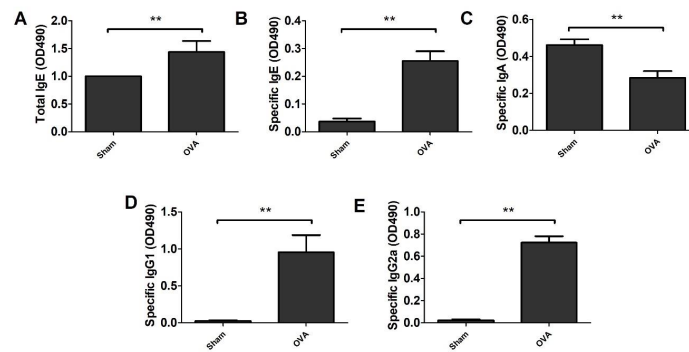 A
Total IgE (OD490)
2.0
1.5
1.0
0.5
0.0
**
Sham
OVA
B
Specific IgE (OD490)
0.4
0.3
0.2
0.1
0.0
**
Sham
OVA
C
Specific IgA (OD490)
0.6
0.4
0.2
0.0
**
Sham
OVA
D
Specific IgG1 (OD490)
1.5
1.0
0.5
0.0
**
Sham
OVA
E
Specific IgG2a (OD490)
1.0
0.8
0.6
0.4
0.2
0.0
**
Sham
OVA